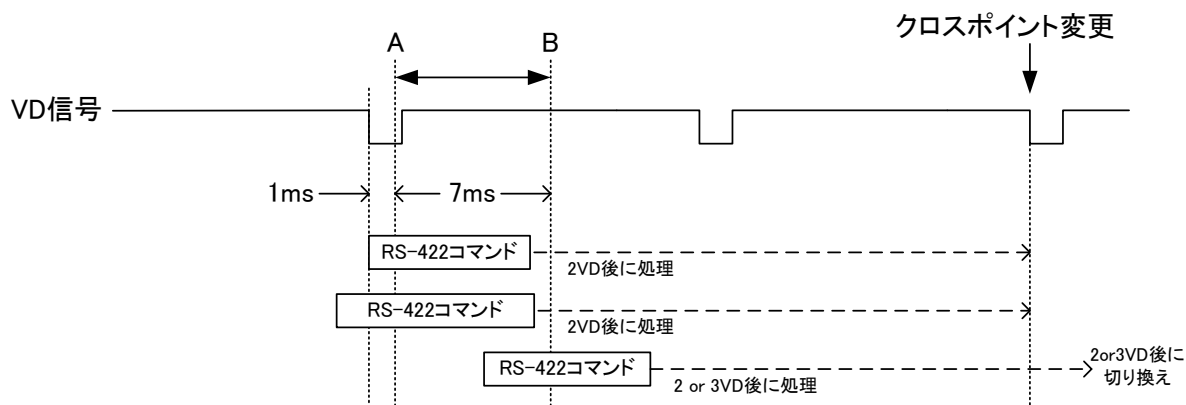 クロスポイント変更
A
B
VD信号
1ms
7ms
RS-422コマンド
2VD後に処理
RS-422コマンド
2VD後に処理
RS-422コマンド
2 or 3VD後に処理
2or3VD後に
切り換え